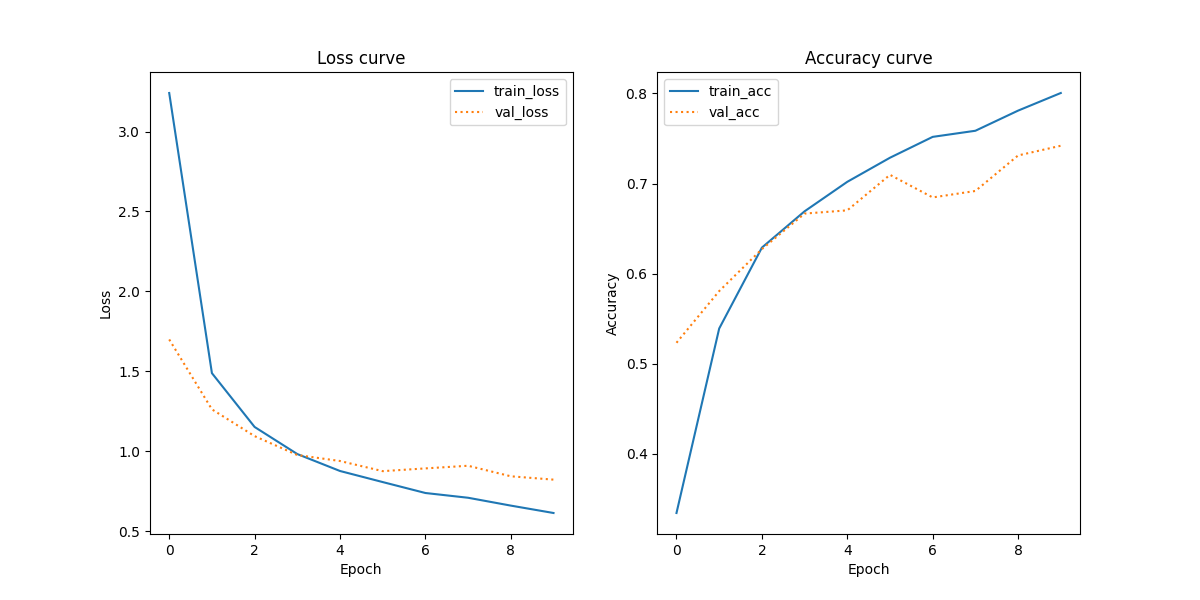 Loss curve
train_loss
val_loss
3.0
2.5
2.0
1.5
1.0
0.5
Loss
0 2 4 6 8
Epoch
Accuracy curve
train_acc
val_acc
0.8
0.7
0.6
0.5
0.4
Accuracy
0 2 4 6 8
Epoch